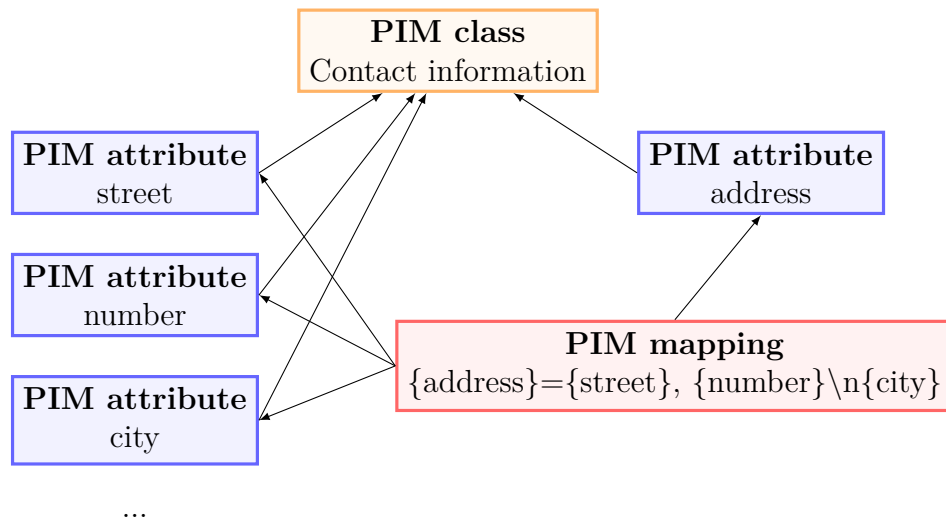 PIM class
Contact information
PIM attribute
street
PIM attribute
address
PIM attribute
number
PIM mapping
{address}={street}, {number}\n{city}
PIM attribute
city
...